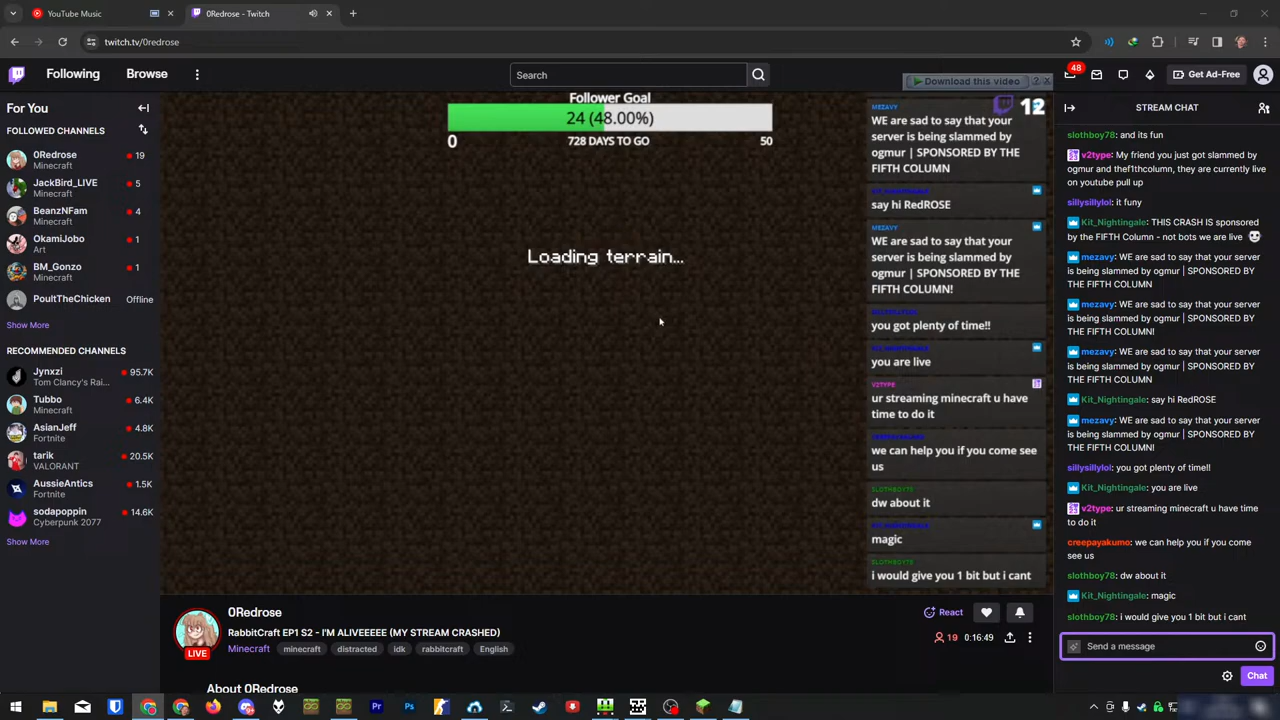 YouTube Music
0Redrose - Twitch
twitch.tv/0redrose
Following
Browse
Search
48
Get Ad-Free
For You
FOLLOWED CHANNELS
0Redrose
19
Minecraft
JackBird_LIVE
5
Minecraft
BeanzNFam
4
Minecraft
OkamiJobo
1
Art
BM_Gonzo
1
Minecraft
PoultTheChicken
Offline
Show More
RECOMMENDED CHANNELS
Jynxzi
95.7K
Tom Clancy's Rai...
Tubbo
6.4K
Minecraft
AsianJeff
4.8K
Fortnite
tarik
20.5K
VALORANT
AussieAntics
1.5K
Fortnite
sodapoppin
14.6K
Cyberpunk 2077
Show More
Download this video
Follower Goal
24 (48.00%)
0
728 DAYS TO GO
50
Loading terrain...
12
MEZAVY
WE are sad to say that your
server is being slammed by
ogmur | SPONSORED BY THE
FIFTH COLUMN
KIT_NIGHTINGALE
say hi RedROSE
MEZAVY
WE are sad to say that your
server is being slammed by
ogmur | SPONSORED BY THE
FIFTH COLUMN!
you got plenty of time!!
KIT_NIGHTINGALE
you are live
V2TYPE
ur streaming minecraft u have
time to do it
we can help you if you come see
us
SLOTHBOY78
dw about it
KIT_NIGHTINGALE
magic
SLOTHBOY78
i would give you 1 bit but i cant
0Redrose
LIVE
RabbitCraft EP1 S2 - I'M ALIVEEEEE (MY STREAM CRASHED)
Minecraft
minecraft
distracted
idk
rabbitcraft
English
React
19
0:16:49
About 0Redrose
STREAM CHAT
slothboy78: and its fun
v2type: My friend you just got slammed by
ogmur and thef1thcolumn, they are currently live
on youtube pull up
sillysillylol: it funy
Kit_Nightingale: THIS CRASH IS sponsored
by the FIFTH Column - not bots we are live
mezavy: WE are sad to say that your
server is being slammed by ogmur | SPONSORED
BY THE FIFTH COLUMN
mezavy: WE are sad to say that your
server is being slammed by ogmur | SPONSORED
BY THE FIFTH COLUMN!
mezavy: WE are sad to say that your
server is being slammed by ogmur | SPONSORED
BY THE FIFTH COLUMN
Kit_Nightingale: say hi RedROSE
mezavy: WE are sad to say that your
server is being slammed by ogmur | SPONSORED
BY THE FIFTH COLUMN!
sillysillylol: you got plenty of time!!
Kit_Nightingale: you are live
v2type: ur streaming minecraft u have time
to do it
creepayakumo: we can help you if you come
see us
slothboy78: dw about it
Kit_Nightingale: magic
slothboy78: i would give you 1 bit but i cant
Send a message
Chat